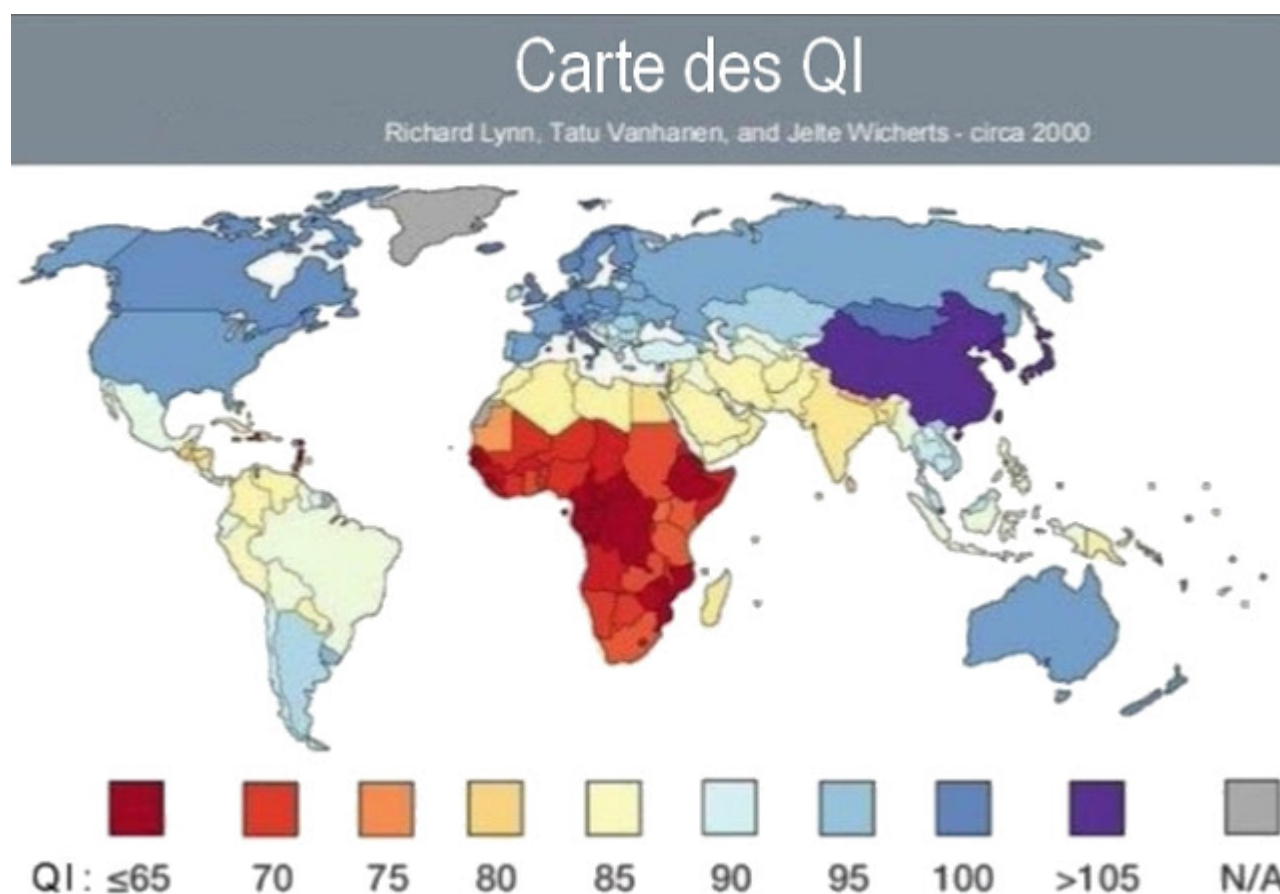 Carte des QI
Richard Lynn, Tatu Vanhanen, and Jelte Wicherts - circa 2000
QI : ≤65 70 75 80 85 90 95 100 >105 N/A